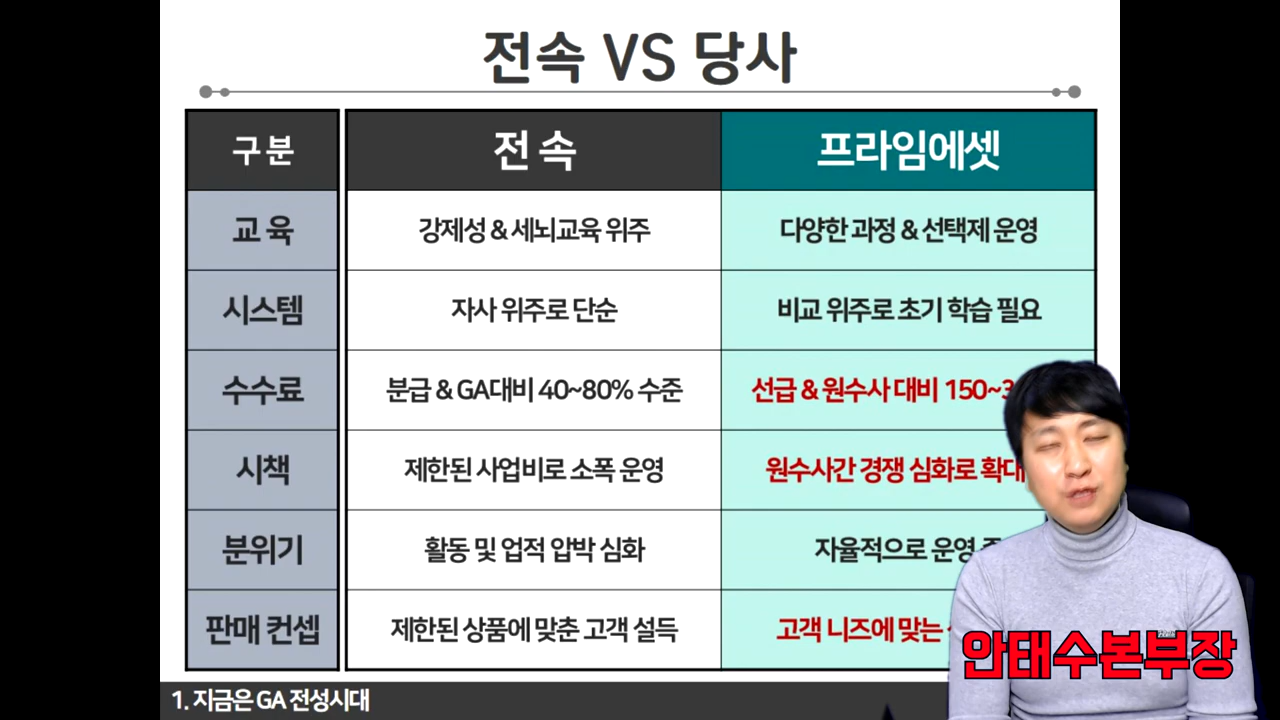 전속 VS 당사
구분 전속 프라임에셋
교육 강제성 & 세뇌교육 위주 다양한 과정 & 선택제 운영
시스템 자사 위주로 단순 비교 위주로 초기 학습 필요
수수료 분급 & GA대비 40~80% 수준 선급 & 원수사 대비 150~
시책 제한된 사업비로 소폭 운영 원수사간 경쟁 심화로 확대
분위기 활동 및 업적 압박 심화 자율적으로 운영
판매 컨셉 제한된 상품에 맞춘 고객 설득 고객 니즈에 맞는
안태수본부장
1. 지금은 GA 전성시대